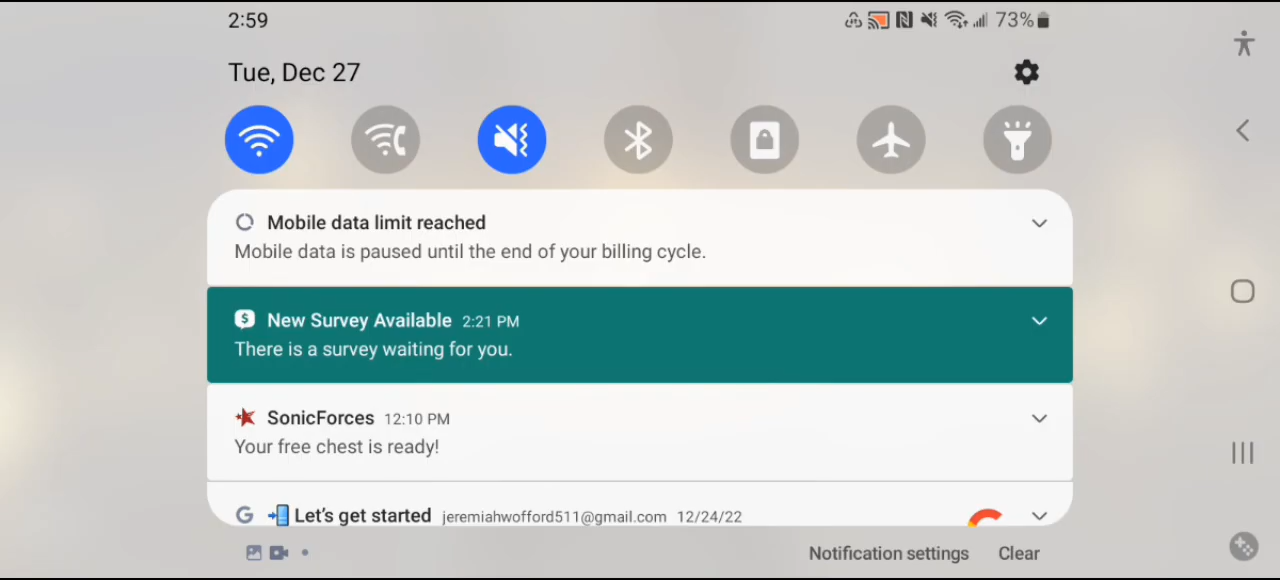 2:59
73%
Tue, Dec 27
Mobile data limit reached
Mobile data is paused until the end of your billing cycle.
$ New Survey Available 2:21 PM
There is a survey waiting for you.
SonicForces 12:10 PM
Your free chest is ready!
G Let's get started jeremiahwofford511@gmail.com 12/24/22
Notification settings Clear